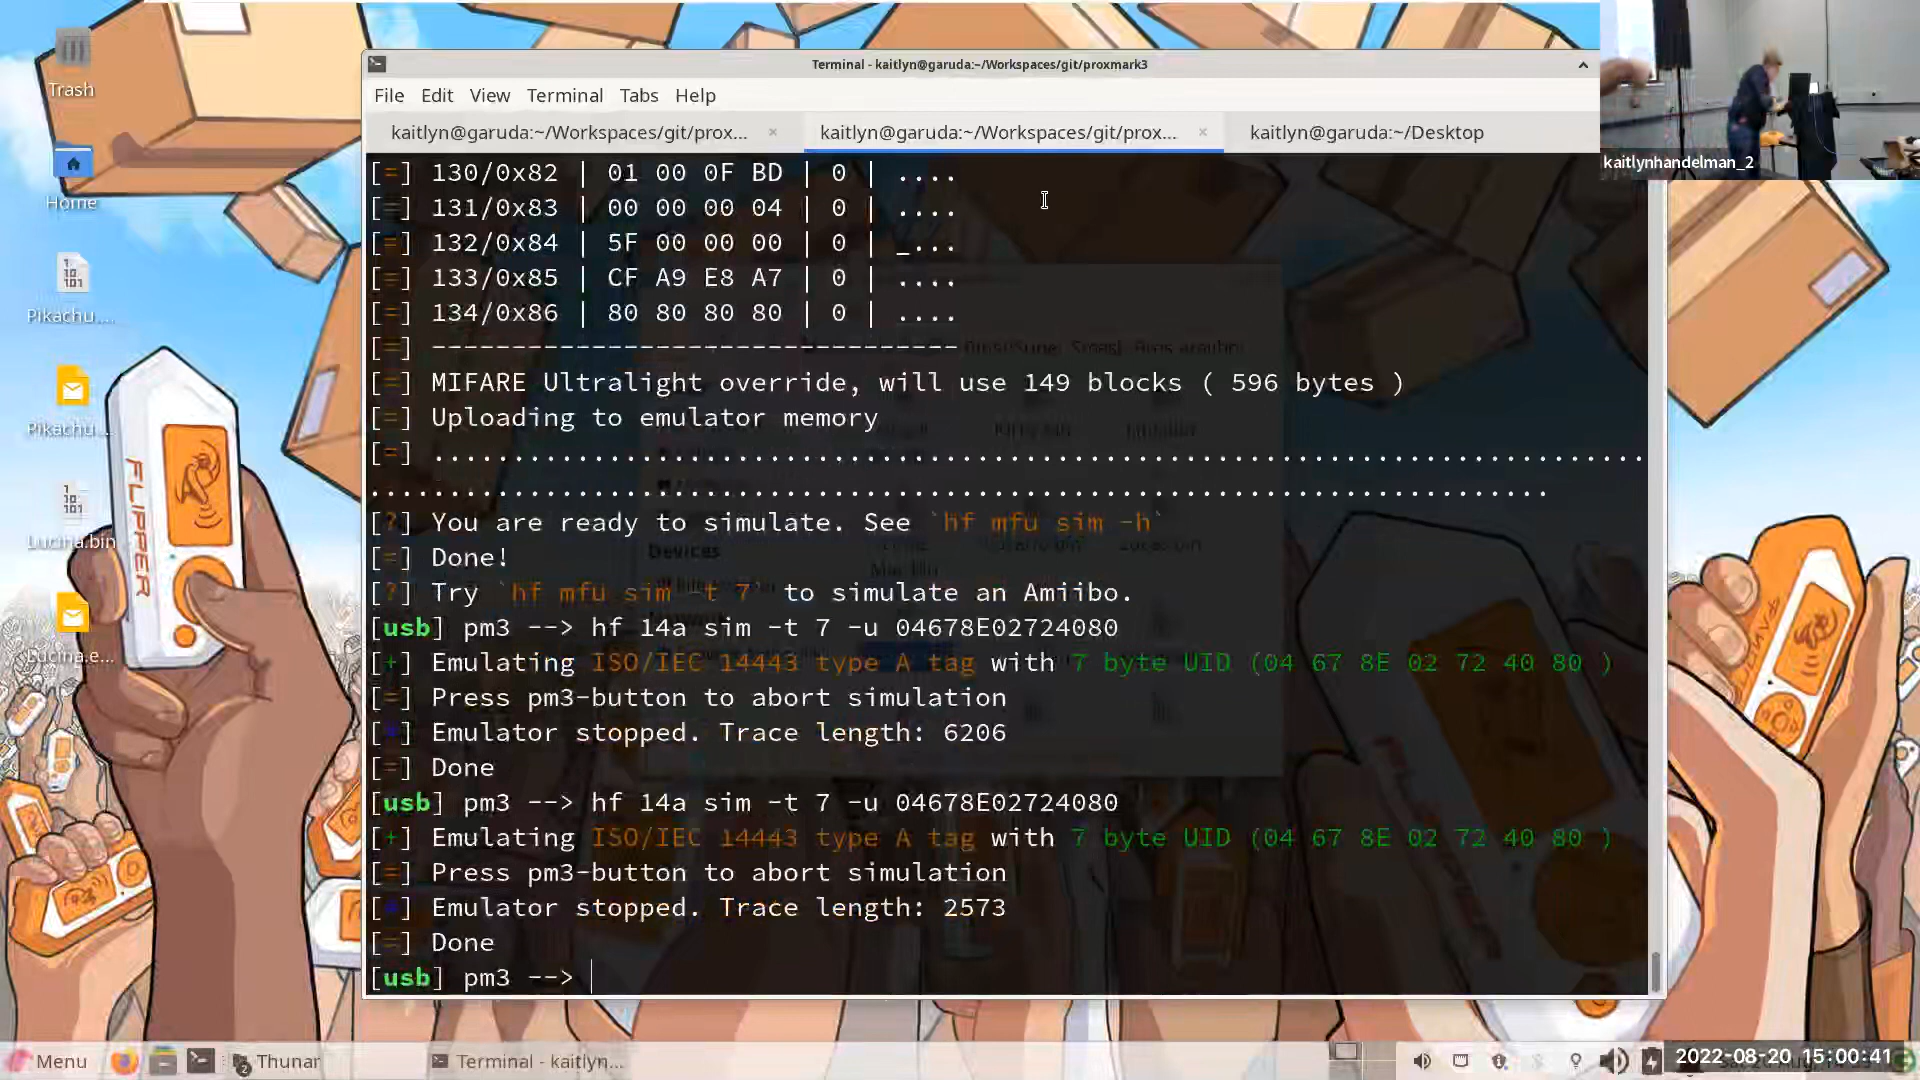 Terminal - kaitlyn@garuda:~/Workspaces/git/proxmark3
File Edit View Terminal Tabs Help
kaitlyn@garuda:~/Workspaces/git/prox... × kaitlyn@garuda:~/Workspaces/git/prox... × kaitlyn@garuda:~/Desktop
kaitlynhandelman_2
Trash
Home
Pikachu....
Pikachu....
Lucina.bin
Lucina.e...
FLIPPER
[=] 130/0x82 | 01 00 0F BD | 0 | ....
[=] 131/0x83 | 00 00 00 04 | 0 | ....
[=] 132/0x84 | 5F 00 00 00 | 0 | _...
[=] 133/0x85 | CF A9 E8 A7 | 0 | ....
[=] 134/0x86 | 80 80 80 80 | 0 | ....
[=] ---------------------------------
[=] MIFARE Ultralight override, will use 149 blocks ( 596 bytes )
[=] Uploading to emulator memory
[=] ............................................................................
..........................................................................
[?] You are ready to simulate. See `hf mfu sim -h`
[=] Done!
[?] Try `hf mfu sim -t 7` to simulate an Amiibo.
[usb] pm3 --> hf 14a sim -t 7 -u 04678E02724080
[+] Emulating ISO/IEC 14443 type A tag with 7 byte UID (04 67 8E 02 72 40 80 )
[=] Press pm3-button to abort simulation
[#] Emulator stopped. Trace length: 6206
[=] Done
[usb] pm3 --> hf 14a sim -t 7 -u 04678E02724080
[+] Emulating ISO/IEC 14443 type A tag with 7 byte UID (04 67 8E 02 72 40 80 )
[=] Press pm3-button to abort simulation
[#] Emulator stopped. Trace length: 2573
[=] Done
[usb] pm3 -->
Devices
Menu
2 Thunar
Terminal - kaitlyn...
2022-08-20 15:00:41